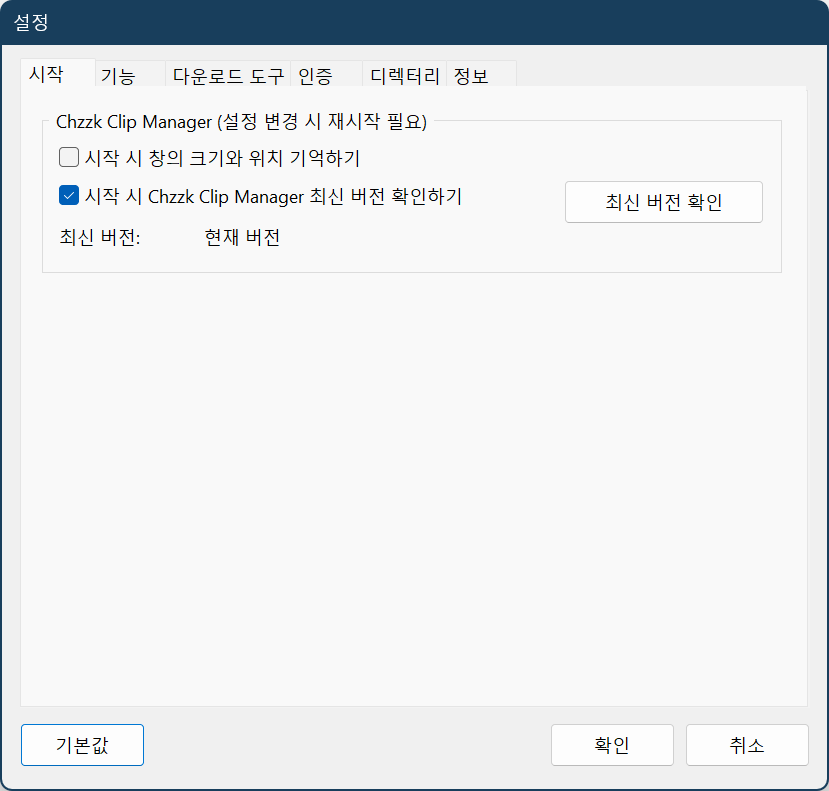 설정
시작 기능 다운로드 도구 인증 디렉터리 정보
Chzzk Clip Manager (설정 변경 시 재시작 필요)
시작 시 창의 크기와 위치 기억하기
시작 시 Chzzk Clip Manager 최신 버전 확인하기
최신 버전 확인
최신 버전: 현재 버전
기본값 확인 취소